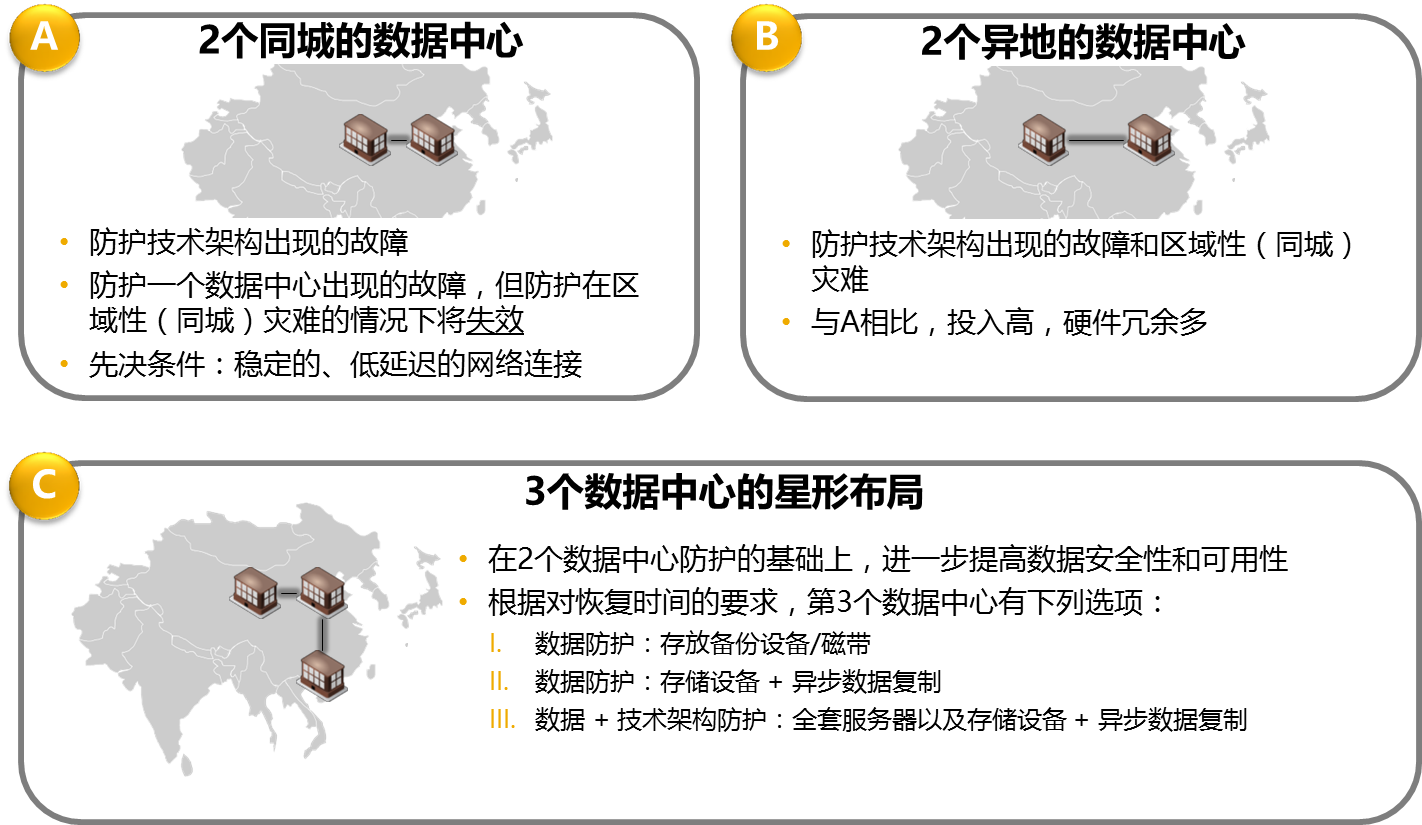 A
2个同城的数据中心
• 防护技术架构出现的故障
• 防护一个数据中心出现的故障，但防护在区
域性（同城）灾难的情况下将失效
• 先决条件：稳定的、低延迟的网络连接
B
2个异地的数据中心
• 防护技术架构出现的故障和区域性（同城）
灾难
• 与A相比，投入高，硬件冗余多
C
3个数据中心的星形布局
• 在2个数据中心防护的基础上，进一步提高数据安全性和可用性
• 根据对恢复时间的要求，第3个数据中心有下列选项：
I. 数据防护：存放备份设备/磁带
II. 数据防护：存储设备 + 异步数据复制
III. 数据 + 技术架构防护：全套服务器以及存储设备 + 异步数据复制